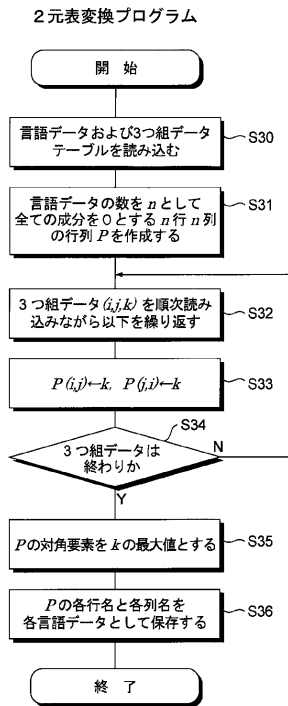 2元表変換プログラム
開 始
言語データおよび3つ組データ
テーブルを読み込む
S30
言語データの数をnとして
全ての成分を0とするn行n列
の行列Pを作成する
S31
3つ組データ(i,j,k)を順次読み
込みながら以下を繰り返す
S32
P(i,j)←k, P(j,i)←k
S33
S34
3つ組データは
終わりか
N
Y
Pの対角要素をkの最大値とする
S35
Pの各行名と各列名を
各言語データとして保存する
S36
終 了